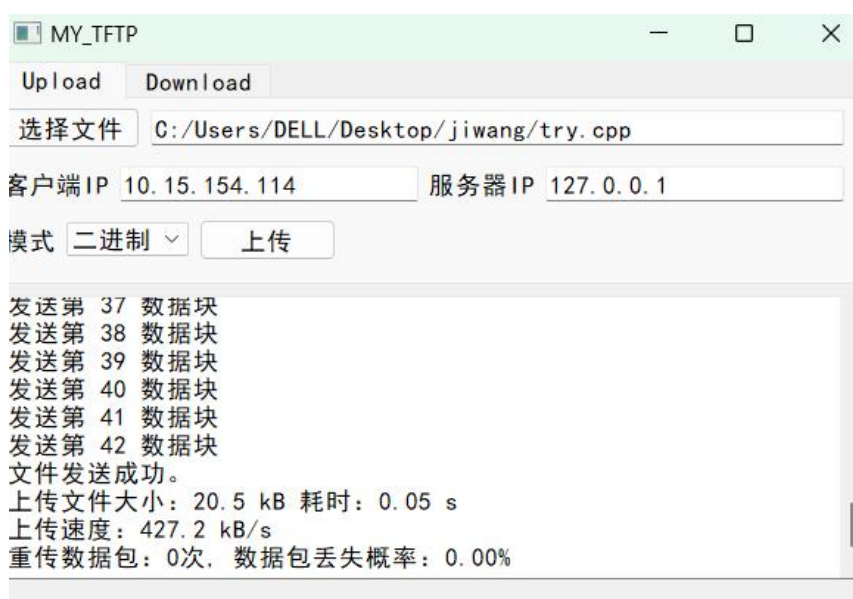 MY_TFTP
Upload Download
选择文件 C:/Users/DELL/Desktop/jiwang/try.cpp
客户端IP 10.15.154.114 服务器IP 127.0.0.1
模式 二进制 上传
发送第 37 数据块
发送第 38 数据块
发送第 39 数据块
发送第 40 数据块
发送第 41 数据块
发送第 42 数据块
文件发送成功。
上传文件大小：20.5 kB 耗时：0.05 s
上传速度：427.2 kB/s
重传数据包：0次，数据包丢失概率：0.00%